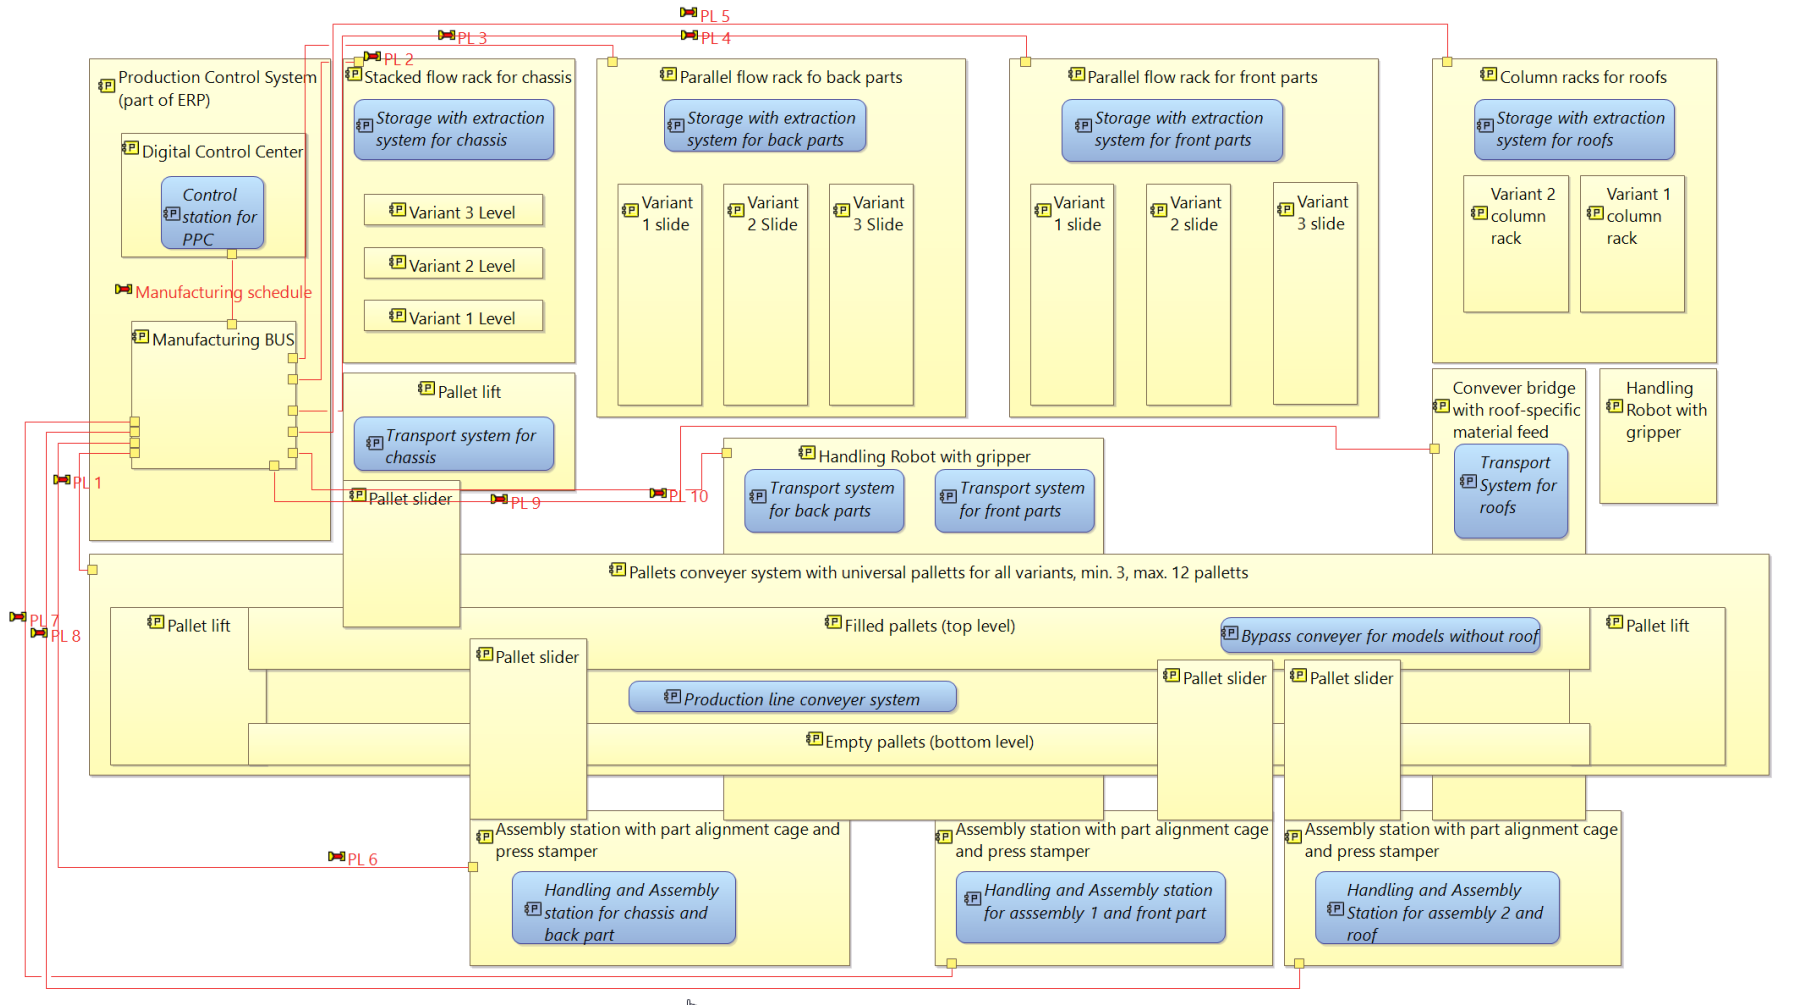 PL 5
PL 3
PL 4
PL 2
Production Control System
(part of ERP)
Digital Control Center
Control
station for
PPC
Manufacturing schedule
Manufacturing BUS
Stacked flow rack for chassis
Storage with extraction
system for chassis
Variant 3 Level
Variant 2 Level
Variant 1 Level
Parallel flow rack fo back parts
Storage with extraction
system for back parts
Variant
1 slide
Variant
2 Slide
Variant
3 Slide
Parallel flow rack for front parts
Storage with extraction
system for front parts
Variant
1 slide
Variant
2 slide
Variant
3 slide
Column racks for roofs
Storage with extraction
system for roofs
Variant 2
column
rack
Variant 1
column
rack
Pallet lift
Transport system for
chassis
Pallet slider
PL 1
PL 9
PL 10
Handling Robot with gripper
Transport system
for back parts
Transport system
for front parts
Convever bridge
with roof-specific
material feed
Transport
System for
roofs
Handling
Robot with
gripper
Pallets conveyer system with universal palletts for all variants, min. 3, max. 12 palletts
PL 7
PL 8
Pallet lift
Filled pallets (top level)
Bypass conveyer for models without roof
Pallet lift
Pallet slider
Production line conveyer system
Pallet slider
Pallet slider
Empty pallets (bottom level)
PL 6
Assembly station with part alignment cage and
press stamper
Handling and Assembly
station for chassis and
back part
Assembly station with part alignment cage
and press stamper
Handling and Assembly station
for asssembly 1 and front part
Assembly station with part alignment cage
and press stamper
Handling and Assembly
Station for assembly 2 and
roof